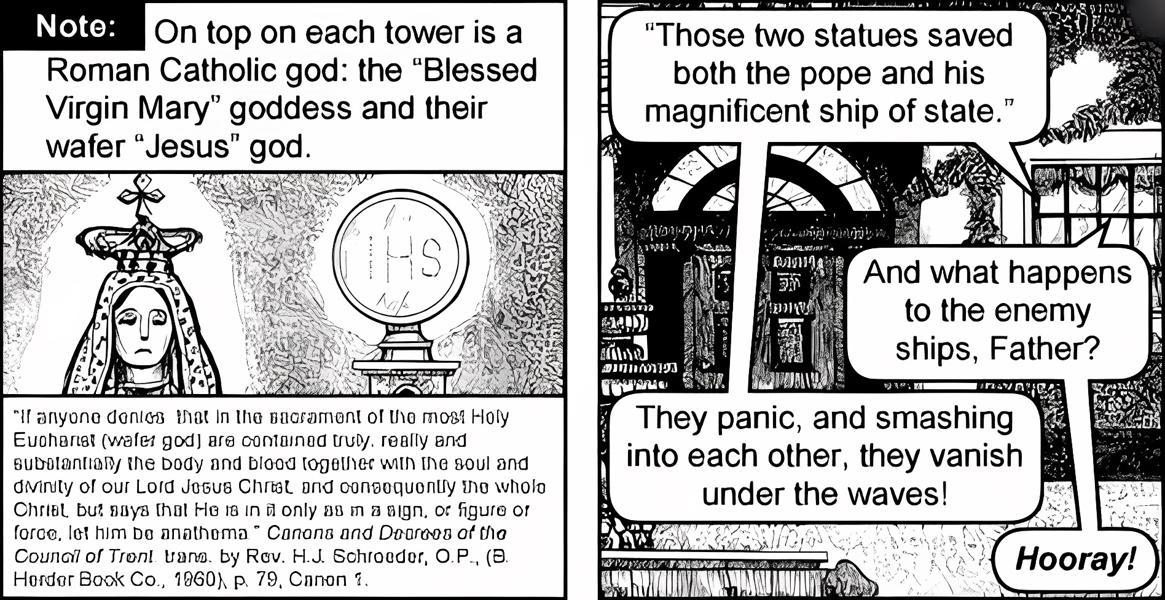 Note:
On top on each tower is a
Roman Catholic god: the "Blessed
Virgin Mary" goddess and their
wafer "Jesus" god.
IHS
"If anyone denies that in the sacrament of the most Holy
Eucharist (wafer god) are contained truly, really and
substantially the body and blood together with the soul and
divinity of our Lord Jesus Christ, and consequently the whole
Christ, but says that He is in it only as in a sign, or figure or
force, let him be anathema." Canons and Decrees of the
Council of Trent, trans. by Rev. H.J. Schroeder, O.P., (B.
Herder Book Co., 1960), p. 79, Canon 1.
"Those two statues saved
both the pope and his
magnificent ship of state."
And what happens
to the enemy
ships, Father?
They panic, and smashing
into each other, they vanish
under the waves!
Hooray!